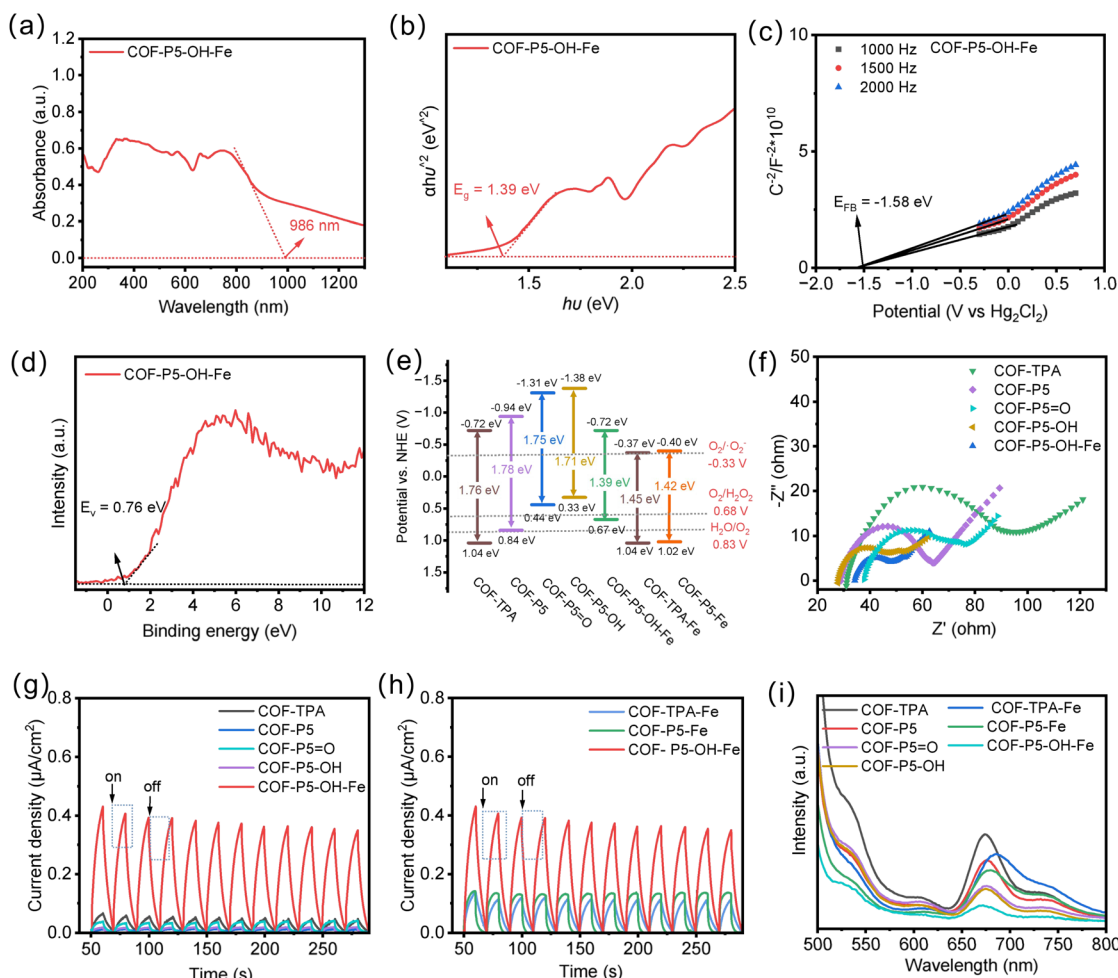 (a)
COF-P5-OH-Fe
986 nm
Absorbance (a.u.)
1.2
1.0
0.8
0.6
0.4
0.2
0.0
200 400 600 800 1000 1200
Wavelength (nm)
(b)
COF-P5-OH-Fe
E_g = 1.39 eV
αhυ^2 (eV^2)
1.5 2.0 2.5
hυ (eV)
(c)
1000 Hz
1500 Hz
2000 Hz
COF-P5-OH-Fe
E_FB = -1.58 eV
C^-2/F^-2*10^10
10
5
0
−2.0 −1.5 −1.0 −0.5 0.0 0.5 1.0
Potential (V vs Hg2Cl2)
(d)
COF-P5-OH-Fe
E_v = 0.76 eV
Intensity (a.u.)
0 2 4 6 8 10 12
Binding energy (eV)
(e)
Potential vs. NHE (V)
−1.5
−1.0
−0.5
0.0
0.5
1.0
1.5
-0.72 eV
-0.94 eV
-1.31 eV
-1.38 eV
-0.72 eV
-0.37 eV
-0.40 eV
1.76 eV
1.78 eV
1.75 eV
1.71 eV
1.39 eV
1.45 eV
1.42 eV
1.04 eV
0.84 eV
0.44 eV
0.33 eV
0.67 eV
1.04 eV
1.02 eV
O2/·O2-
-0.33 V
O2/H2O2
0.68 V
H2O/O2
0.83 V
COF-TPA
COF-P5
COF-P5=O
COF-P5-OH
COF-P5-OH-Fe
COF-TPA-Fe
COF-P5-Fe
(f)
COF-TPA
COF-P5
COF-P5=O
COF-P5-OH
COF-P5-OH-Fe
-Z'' (ohm)
-50
-40
-30
-20
-10
0
20 40 60 80 100 120
Z' (ohm)
(g)
COF-TPA
COF-P5
COF-P5=O
COF-P5-OH
COF-P5-OH-Fe
on
off
Current density (µA/cm2)
0.8
0.6
0.4
0.2
0.0
50 100 150 200 250
Time (s)
(h)
COF-TPA-Fe
COF-P5-Fe
COF- P5-OH-Fe
on
off
Current density (µA/cm2)
0.8
0.6
0.4
0.2
0.0
50 100 150 200 250
Time (s)
(i)
COF-TPA
COF-P5
COF-P5=O
COF-P5-OH
COF-TPA-Fe
COF-P5-Fe
COF-P5-OH-Fe
Intensity (a.u.)
500 550 600 650 700 750 800
Wavelength (nm)